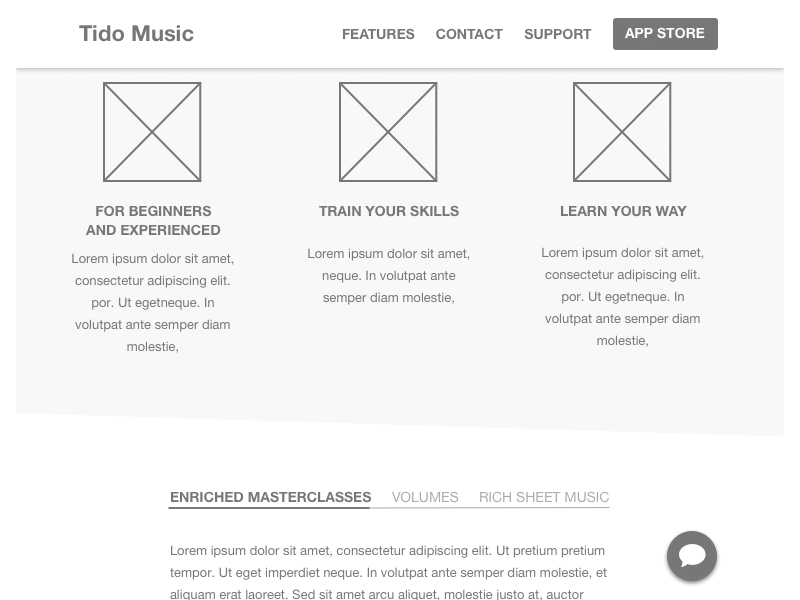 Tido Music
FEATURES
CONTACT
SUPPORT
APP STORE
FOR BEGINNERS
AND EXPERIENCED
Lorem ipsum dolor sit amet,
consectetur adipiscing elit.
por. Ut egetneque. In
volutpat ante semper diam
molestie,
TRAIN YOUR SKILLS
Lorem ipsum dolor sit amet,
neque. In volutpat ante
semper diam molestie,
LEARN YOUR WAY
Lorem ipsum dolor sit amet,
consectetur adipiscing elit.
por. Ut egetneque. In
volutpat ante semper diam
molestie,
ENRICHED MASTERCLASSES
VOLUMES
RICH SHEET MUSIC
Lorem ipsum dolor sit amet, consectetur adipiscing elit. Ut pretium pretium
tempor. Ut eget imperdiet neque. In volutpat ante semper diam molestie, et
aliquam erat laoreet. Sed sit amet arcu aliquet, molestie justo at, auctor